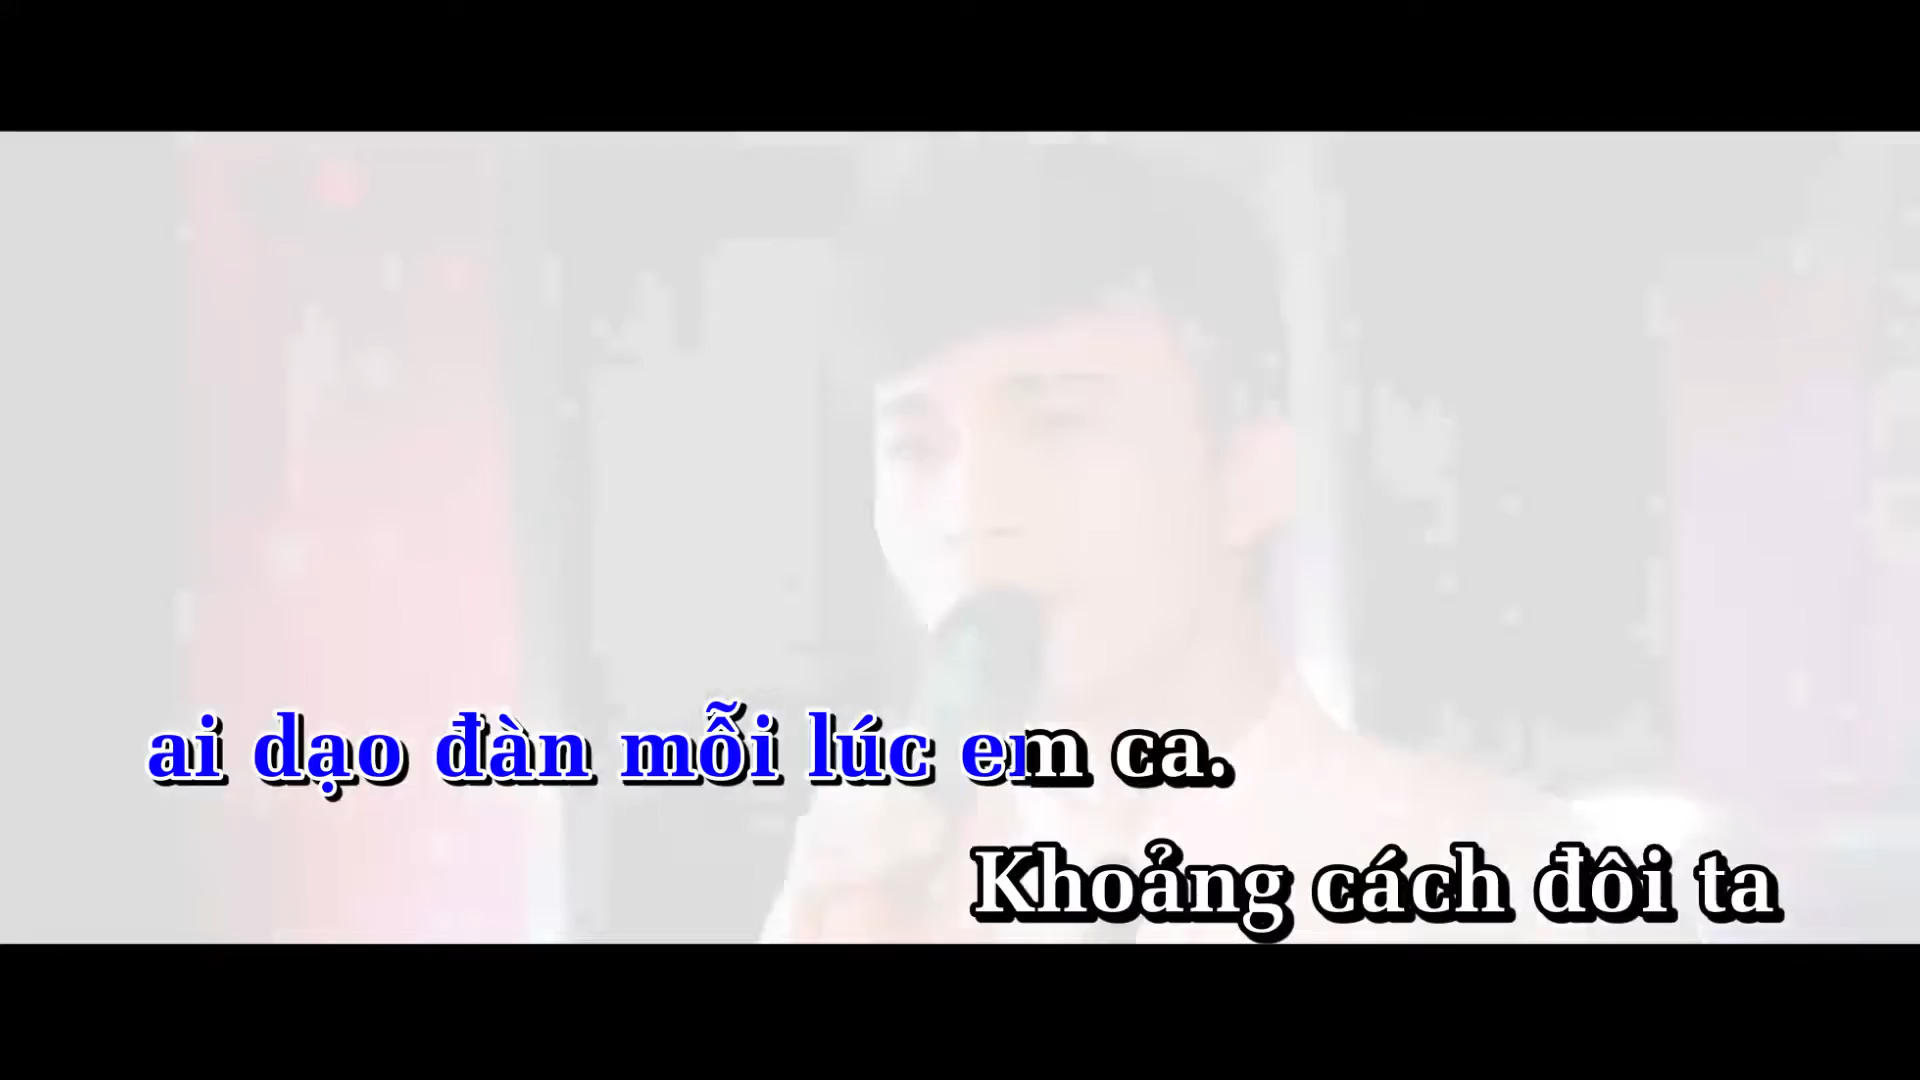 ai dạo đàn mỗi lúc em ca.
Khoảng cách đôi ta